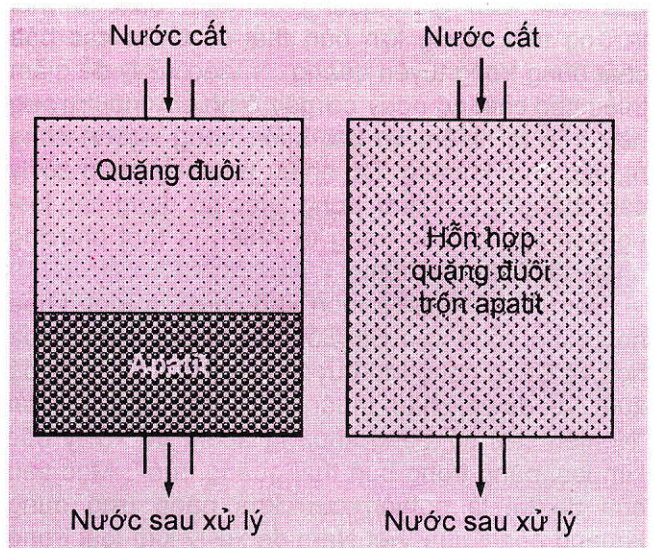 Nước cất
Quặng đuôi
Apatit
Nước sau xử lý
Nước cất
Hỗn hợp
quặng đuôi
trốn apatit
Nước sau xử lý